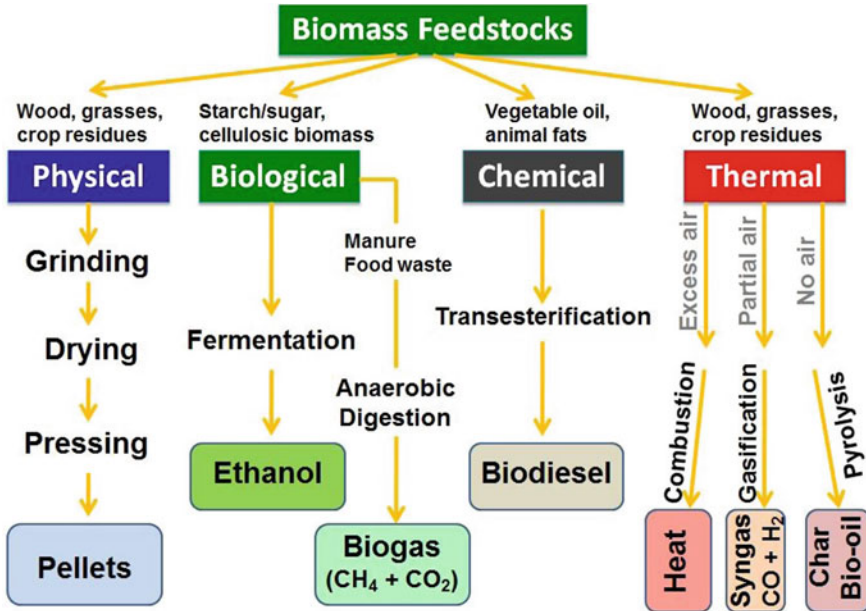 Biomass Feedstocks
Wood, grasses,
crop residues
Physical
Grinding
Drying
Pressing
Pellets
Starch/sugar,
cellulosic biomass
Biological
Fermentation
Ethanol
Manure
Food waste
Anaerobic
Digestion
Biogas
(CH₄ + CO₂)
Vegetable oil,
animal fats
Chemical
Transesterification
Biodiesel
Wood, grasses,
crop residues
Thermal
Excess air
Combustion
Heat
Partial air
Gasification
Syngas
CO + H₂
No air
Pyrolysis
Char
Bio-oil